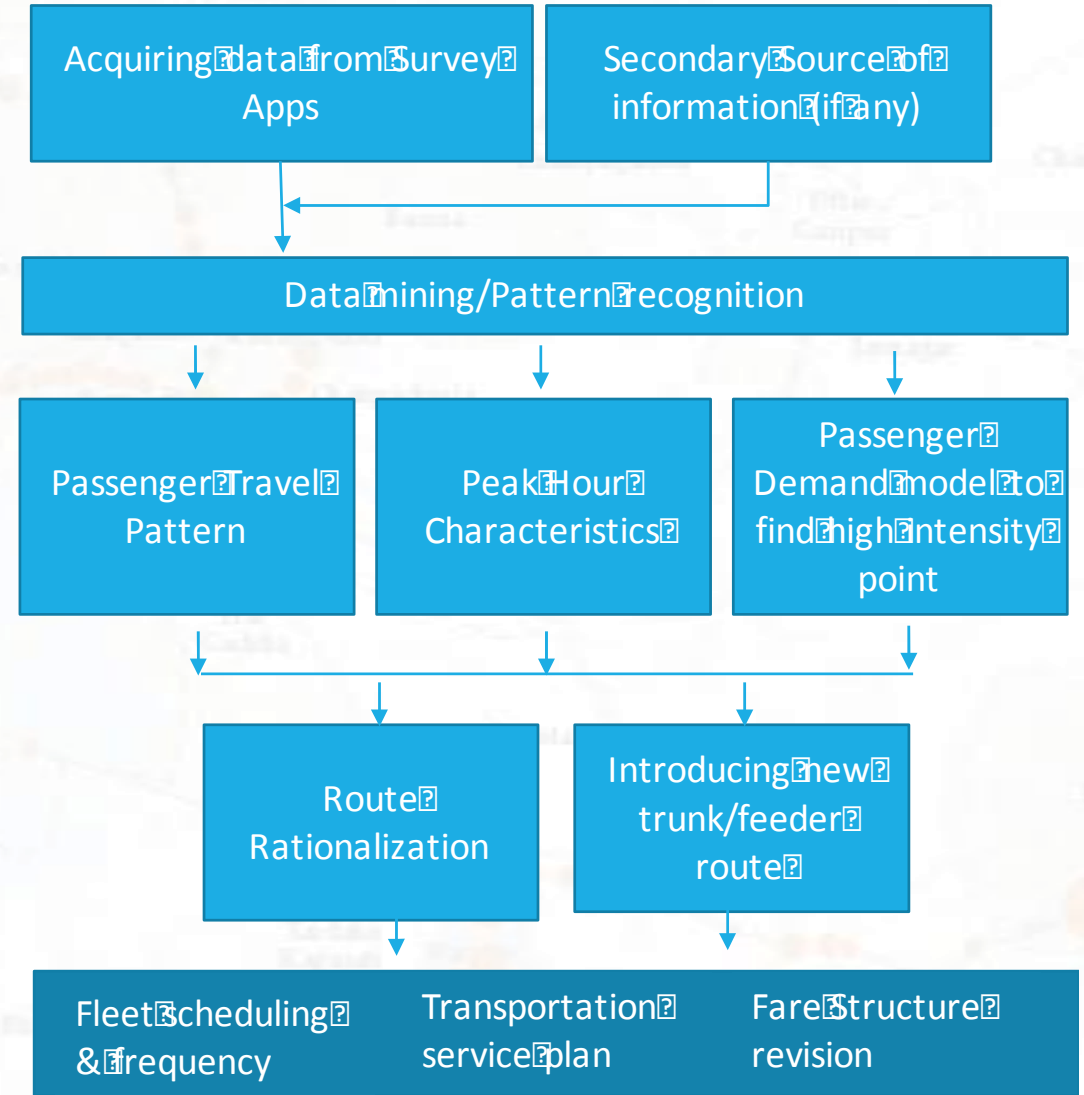 Acquiring data from Survey
Apps
Secondary Source of
information (if any)
Data mining/Pattern recognition
Passenger Travel
Pattern
Peak Hour
Characteristics
Passenger
Demand model to
find high intensity
point
Route
Rationalization
Introducing new
trunk/feeder
route
Fleet scheduling
& frequency
Transportation
service plan
Fare Structure
revision